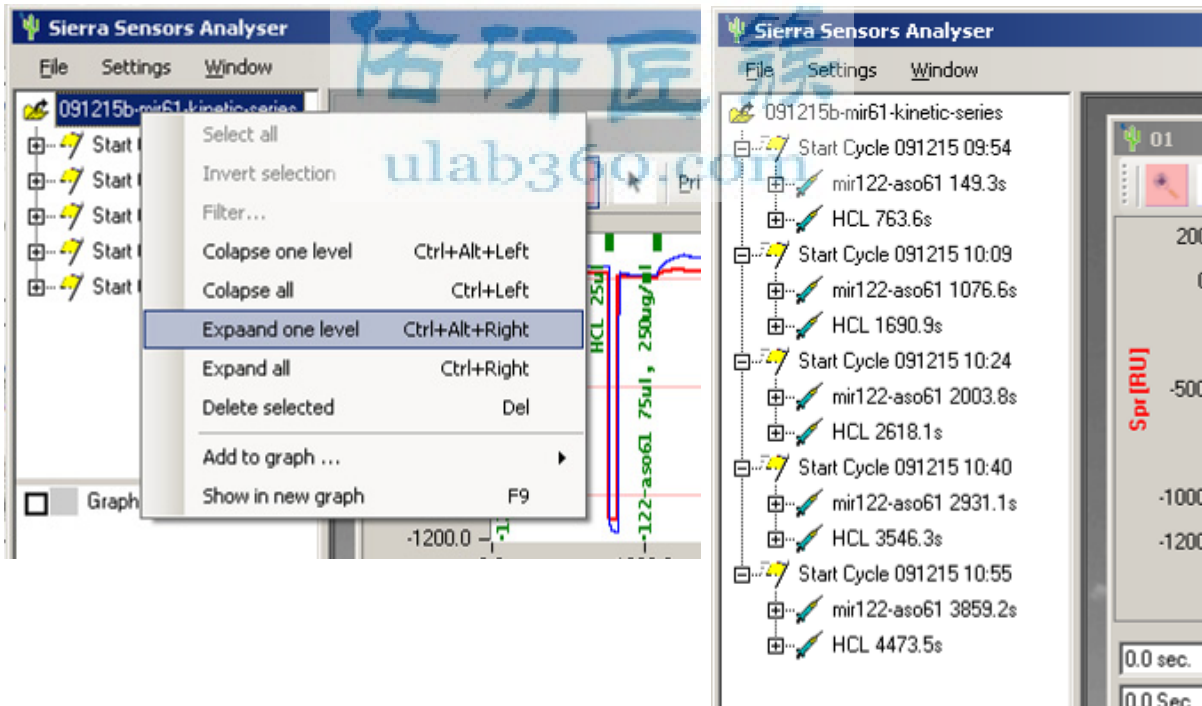 Sierra Sensors Analyser
File Settings Window
091215b-mir61-kinetic-series
Start
Start
Start
Start
Start
Graph
Select all
Invert selection
Filter...
Colapse one level Ctrl+Alt+Left
Colapse all Ctrl+Left
Expaand one level Ctrl+Alt+Right
Expand all Ctrl+Right
Delete selected Del
Add to graph ...
Show in new graph F9
Pri
HCL 25ul
-122-aso61 75ul, 250ug/ml
-1200.0
佑研匠族
ulab360.com
Sierra Sensors Analyser
File Settings Window
091215b-mir61-kinetic-series
Start Cycle 091215 09:54
mir122-aso61 149.3s
HCL 763.6s
Start Cycle 091215 10:09
mir122-aso61 1076.6s
HCL 1690.9s
Start Cycle 091215 10:24
mir122-aso61 2003.8s
HCL 2618.1s
Start Cycle 091215 10:40
mir122-aso61 2931.1s
HCL 3546.3s
Start Cycle 091215 10:55
mir122-aso61 3859.2s
HCL 4473.5s
01
200
0
Spr [RU]
-500
-1000
-1200
0.0 sec.
0.0 Sec